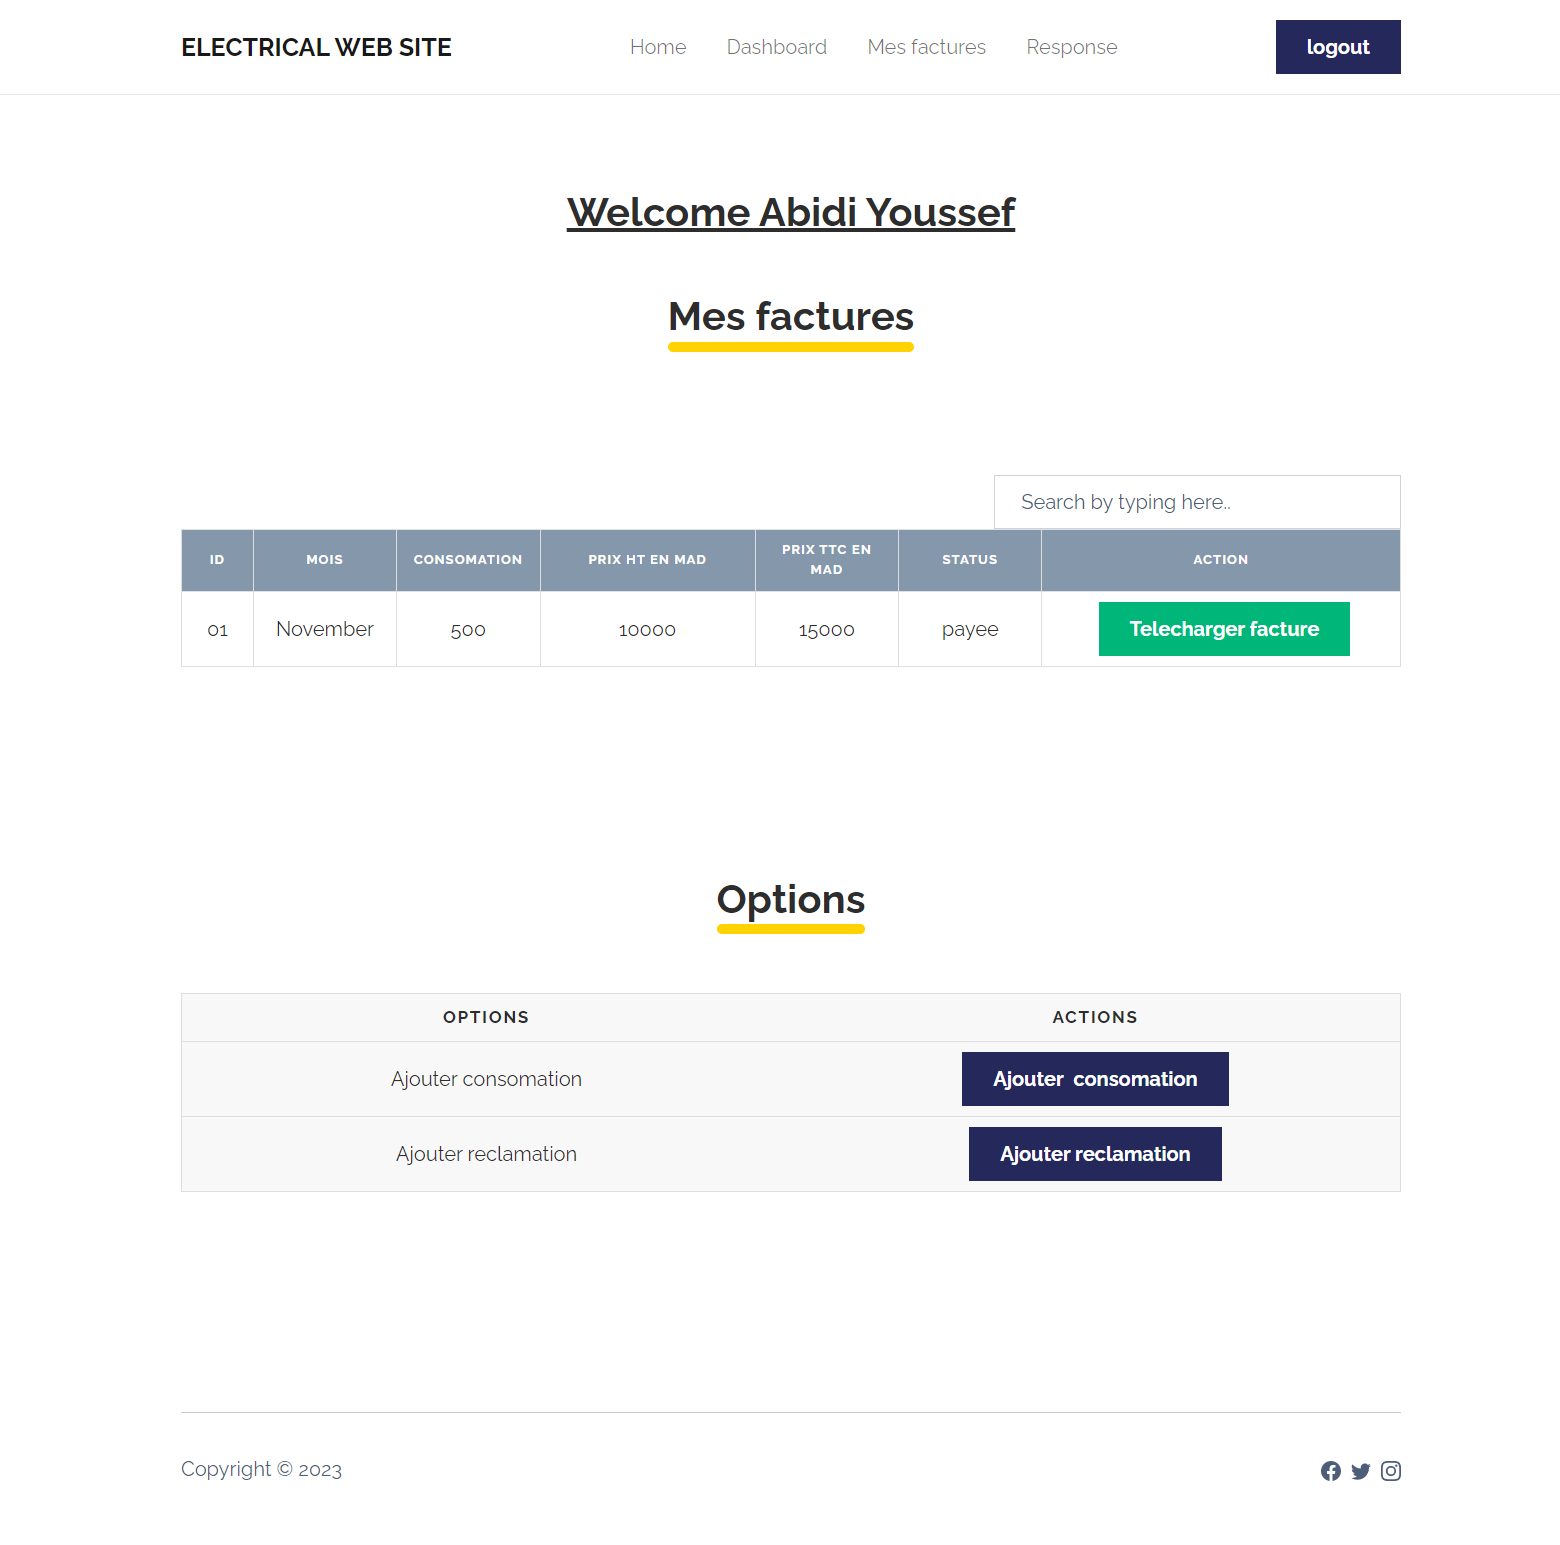 ELECTRICAL WEB SITE
Home Dashboard Mes factures Response
logout
Welcome Abidi Youssef
Mes factures
Search by typing here..
ID MOIS CONSOMATION PRIX HT EN MAD PRIX TTC EN MAD STATUS ACTION
01 November 500 10000 15000 payee Telecharger facture
Options
OPTIONS ACTIONS
Ajouter consomation Ajouter consomation
Ajouter reclamation Ajouter reclamation
Copyright © 2023